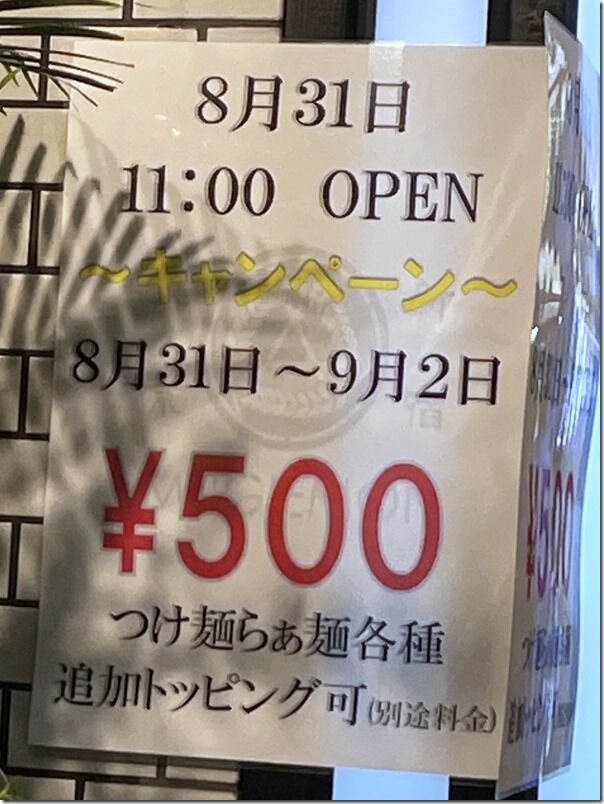 8月31日
11:00 OPEN
～キャンペーン～
8月31日～9月2日
¥500
つけ麺らぁ麺各種
追加トッピング可(別途料金)
¥500